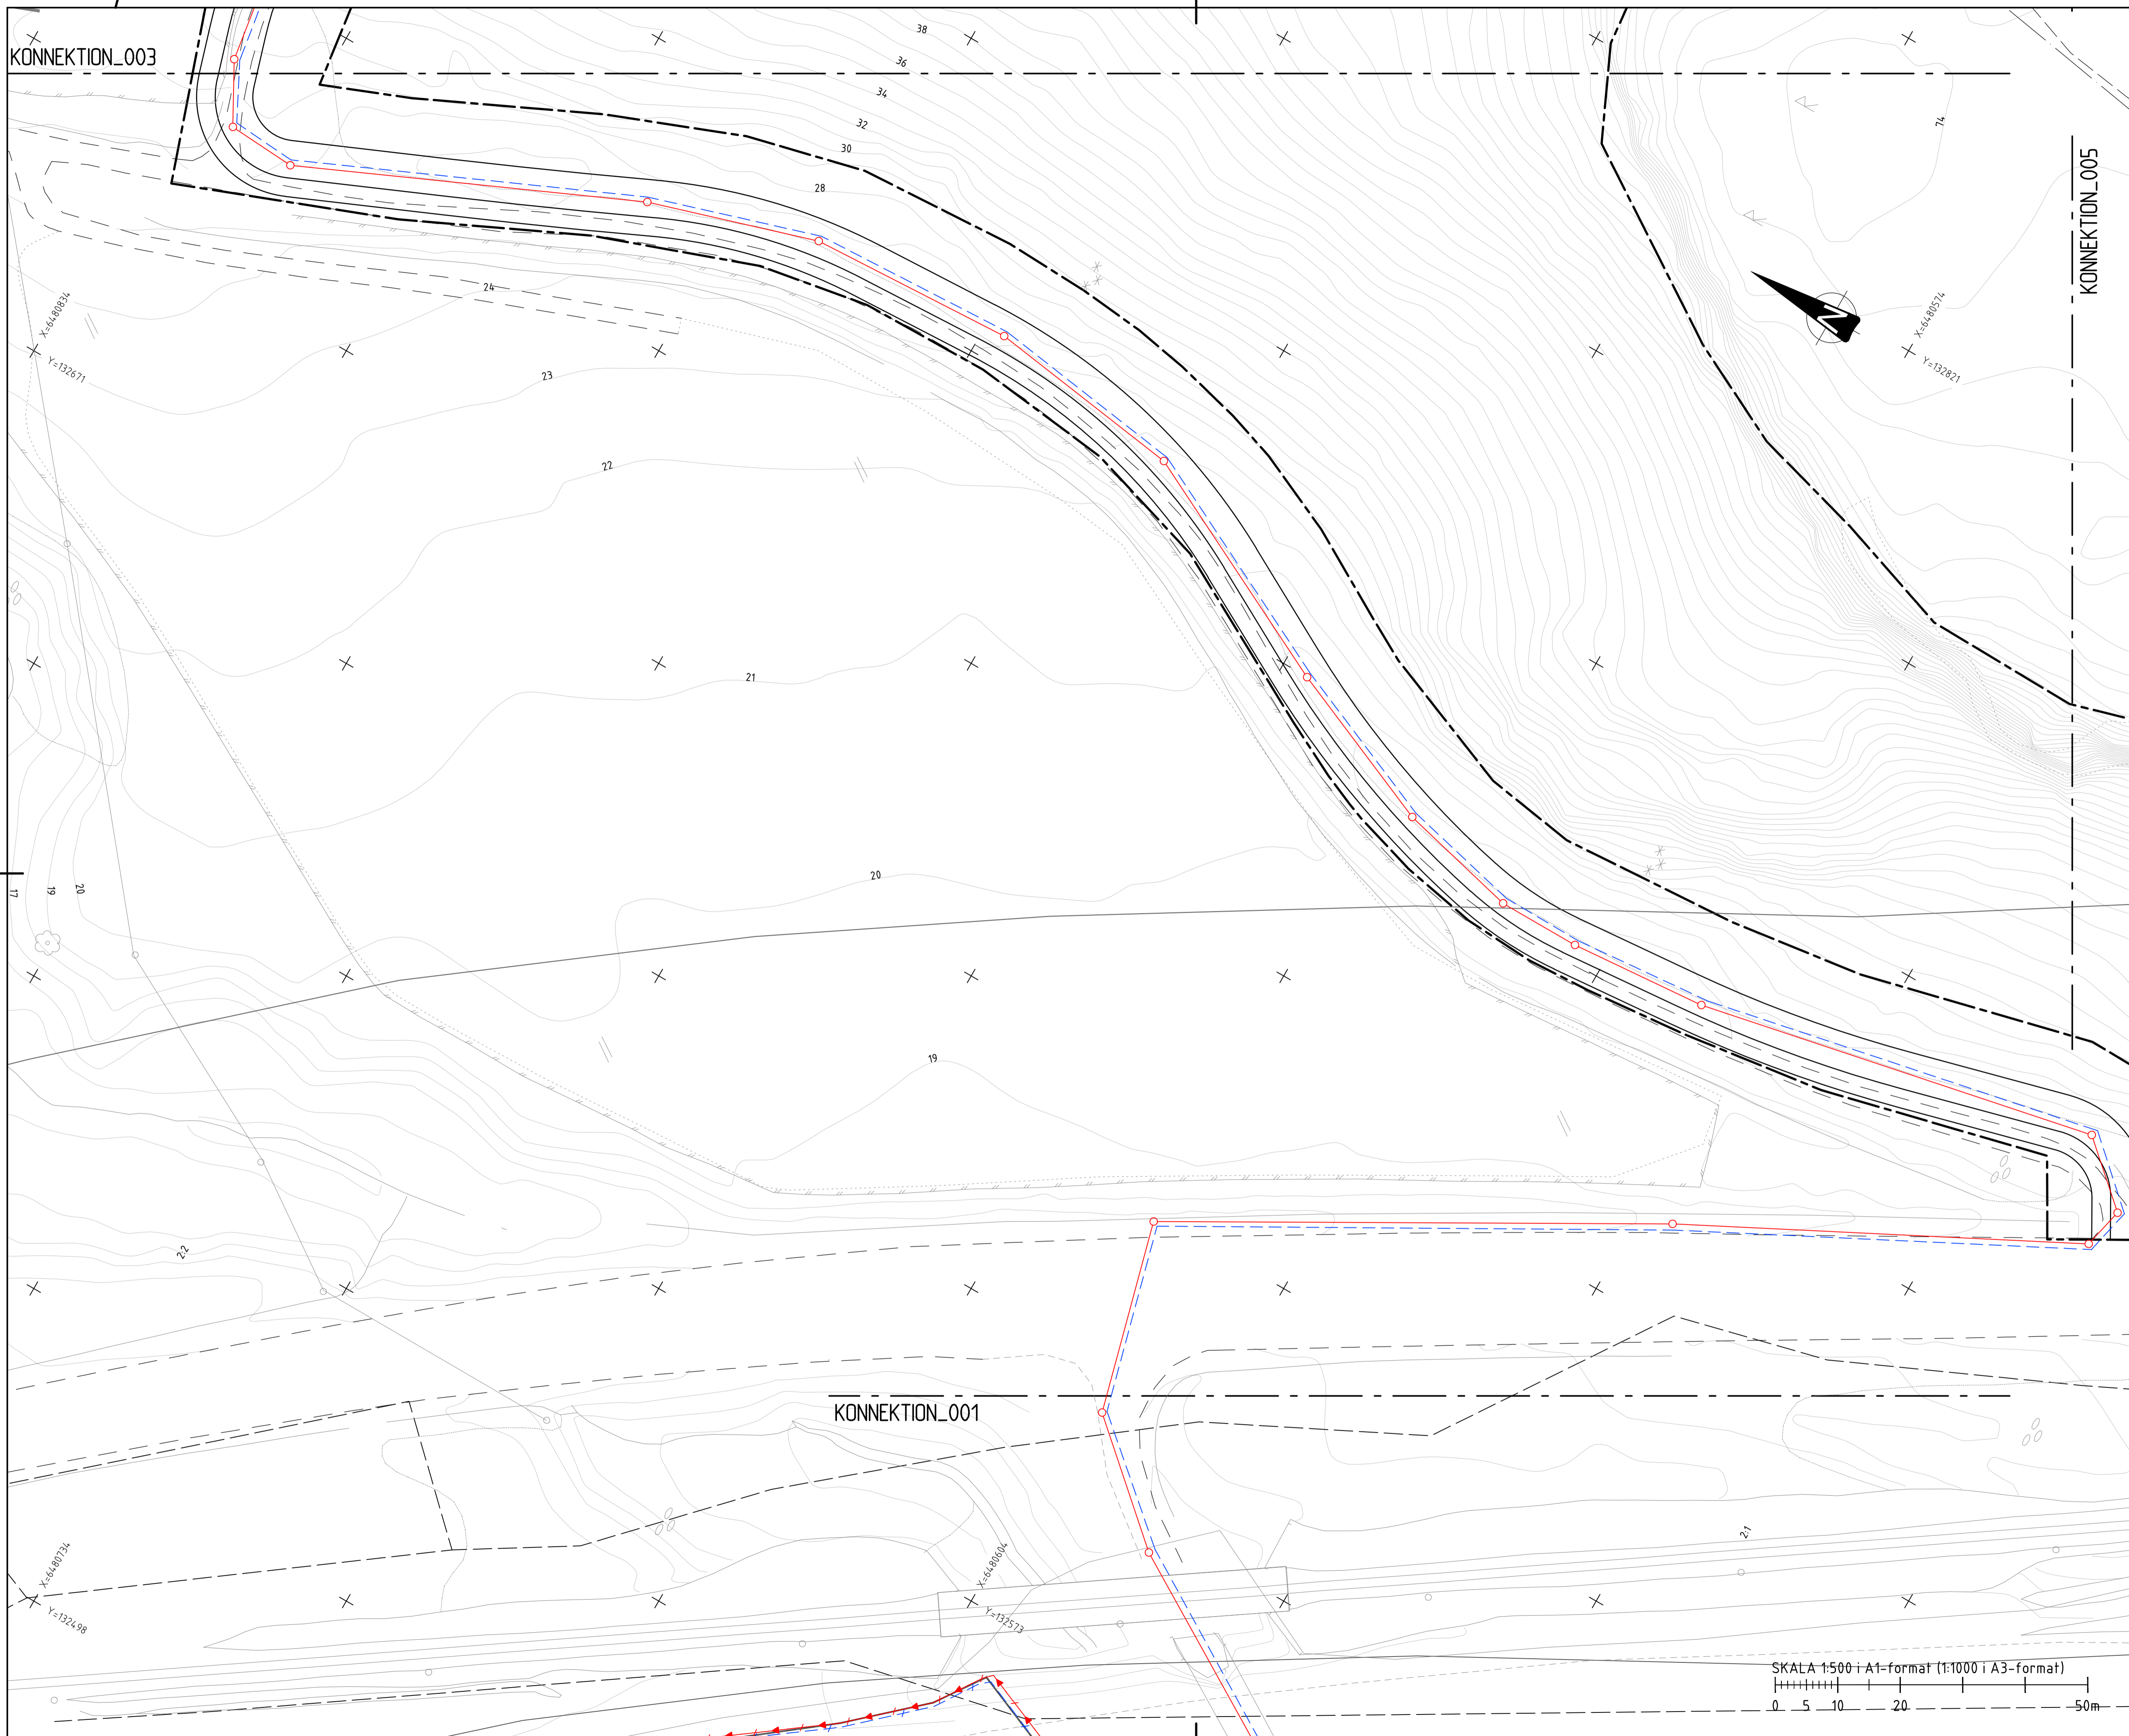 KONNEKTION_003
38
36
34
32
30
28
74
KONNEKTION_005
N
X=6480834
Y=132671
X=6480574
Y=132821
24
23
22
21
20
19
17
19
20
2:2
KONNEKTION_001
2:1
X=6480734
Y=132498
X=6480604
Y=132573
SKALA 1:500 i A1-format (1:1000 i A3-format)
0 5 10 20 50m